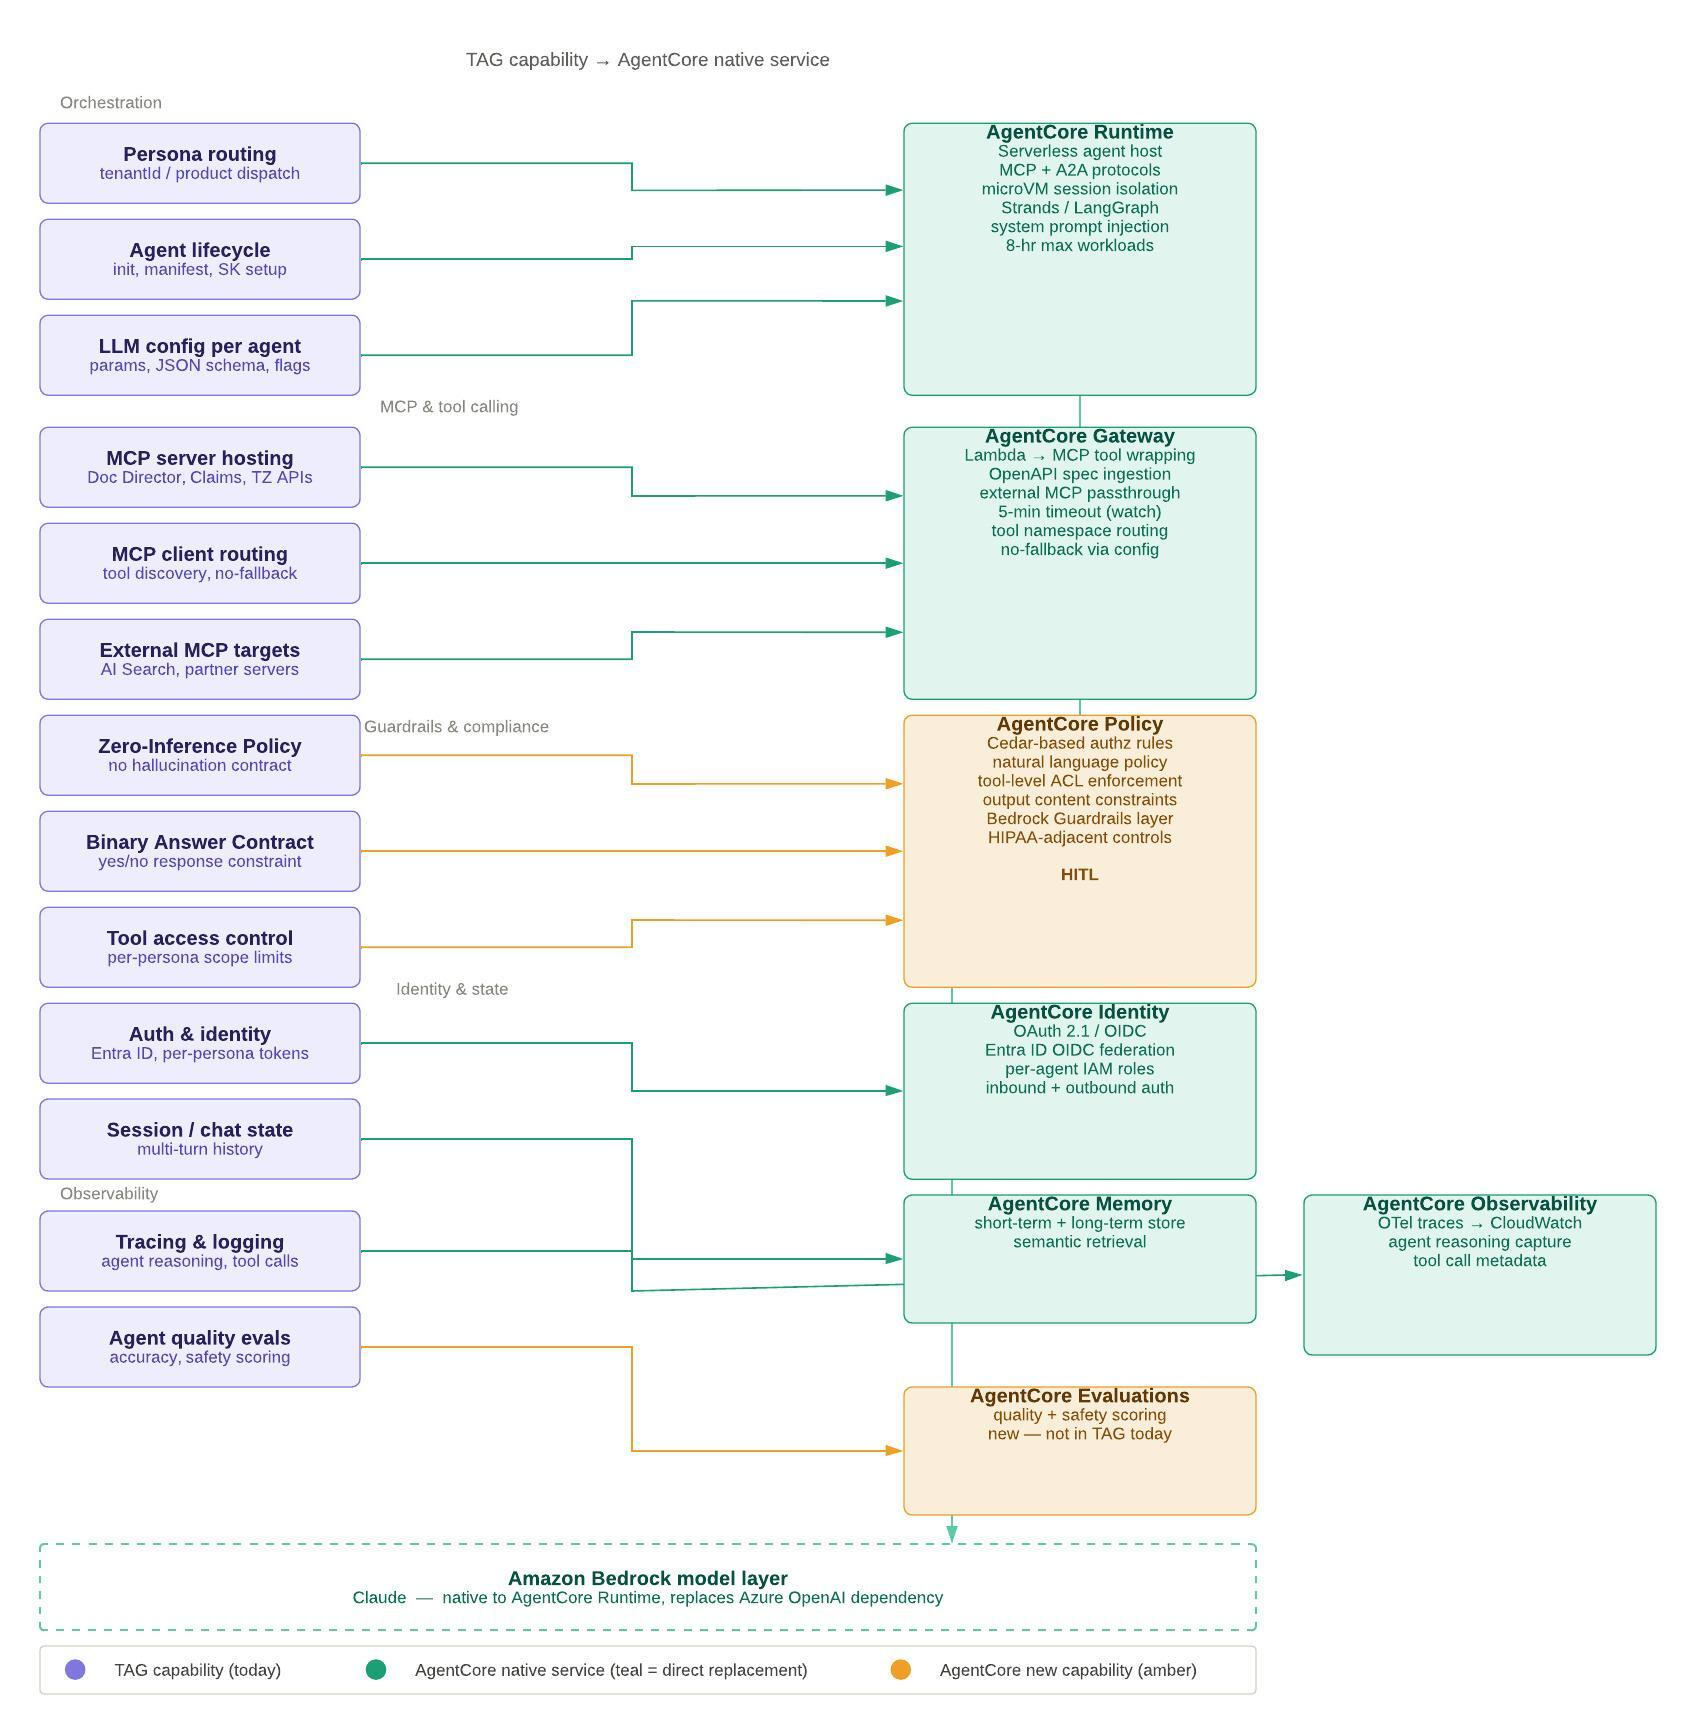 TAG capability → AgentCore native service
Orchestration
Persona routing
tenantId / product dispatch
Agent lifecycle
init, manifest, SK setup
LLM config per agent
params, JSON schema, flags
AgentCore Runtime
Serverless agent host
MCP + A2A protocols
microVM session isolation
Strands / LangGraph
system prompt injection
8-hr max workloads
MCP & tool calling
MCP server hosting
Doc Director, Claims, TZ APIs
MCP client routing
tool discovery, no-fallback
External MCP targets
AI Search, partner servers
AgentCore Gateway
Lambda → MCP tool wrapping
OpenAPI spec ingestion
external MCP passthrough
5-min timeout (watch)
tool namespace routing
no-fallback via config
Guardrails & compliance
Zero-Inference Policy
no hallucination contract
Binary Answer Contract
yes/no response constraint
Tool access control
per-persona scope limits
AgentCore Policy
Cedar-based authz rules
natural language policy
tool-level ACL enforcement
output content constraints
Bedrock Guardrails layer
HIPAA-adjacent controls
HITL
Identity & state
Auth & identity
Entra ID, per-persona tokens
Session / chat state
multi-turn history
AgentCore Identity
OAuth 2.1 / OIDC
Entra ID OIDC federation
per-agent IAM roles
inbound + outbound auth
Observability
Tracing & logging
agent reasoning, tool calls
Agent quality evals
accuracy, safety scoring
AgentCore Memory
short-term + long-term store
semantic retrieval
AgentCore Observability
OTel traces → CloudWatch
agent reasoning capture
tool call metadata
AgentCore Evaluations
quality + safety scoring
new — not in TAG today
Amazon Bedrock model layer
Claude — native to AgentCore Runtime, replaces Azure OpenAI dependency
TAG capability (today)
AgentCore native service (teal = direct replacement)
AgentCore new capability (amber)